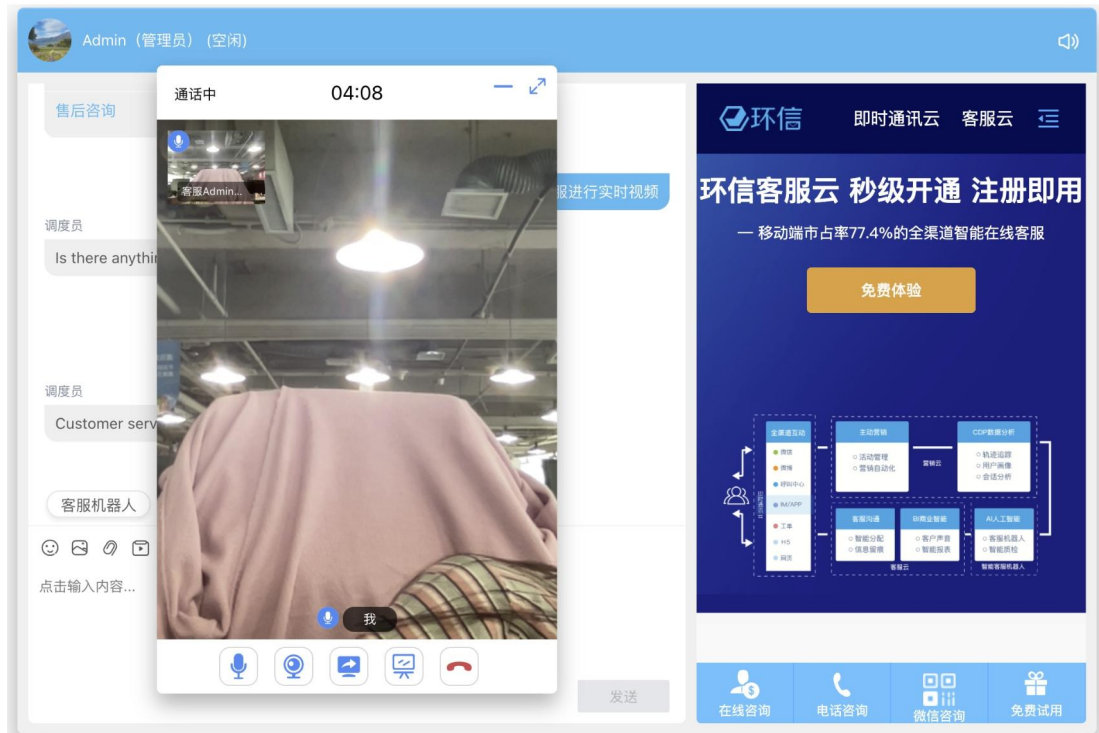 Admin（管理员）(空闲)
售后咨询
服进行实时视频
调度员
Is there anythi
调度员
Customer serv
客服机器人
点击输入内容...
发送
通话中
04:08
客服Admin...
我
环信
即时通讯云
客服云
环信客服云 秒级开通 注册即用
— 移动端市占率77.4%的全渠道智能在线客服
免费体验
全渠道互动
微信
微博
呼叫中心
IM/APP
工单
H5
网页
主动营销
活动管理
营销自动化
营销云
CDP数据分析
轨迹追踪
用户画像
会话分析
客服沟通
智能分配
信息留痕
BI商业智能
客户声音
智能报表
客服云
AI人工智能
客服机器人
智能质检
智能客服机器人
在线咨询
电话咨询
微信咨询
免费试用